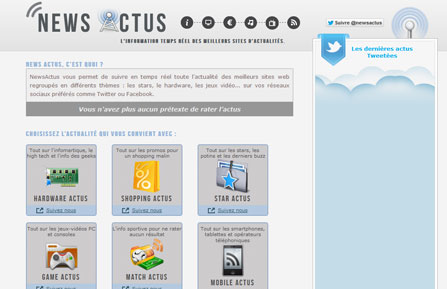 NEWS ACTUS
L'INFORMATION TEMPS RÉEL DES MEILLEURS SITES D'ACTUALITÉS.
Suivre @newsactus
NEWS ACTUS, C'EST QUOI ?
NewsActus vous permet de suivre en temps réel toute l'actualité des meilleurs sites web
regroupés en différents thèmes : les stars, le hardware, les jeux vidéo... sur vos réseaux
sociaux préférés comme Twitter ou Facebook.
Vous n'avez plus aucun prétexte de rater l'actus
CHOISISSEZ L'ACTUALITÉ QUI VOUS CONVIENT AVEC :
Tout sur l'infomartique, le
high tech et l'info des geeks
HARDWARE ACTUS
Suivez nous
Tout sur les promos pour
un shopping malin
SHOPPING ACTUS
Suivez nous
Tout sur les stars, les
potins et les derniers buzz
STAR ACTUS
Suivez nous
Tout sur les jeux-vidéos PC
et consoles
GAME ACTUS
L'info sportive pour ne rater
aucun résultat!
MATCH ACTUS
Tout sur les smartphones,
tablettes et opérateurs
téléphoniques
MOBILE ACTUS
Les dernières actus
Tweetées